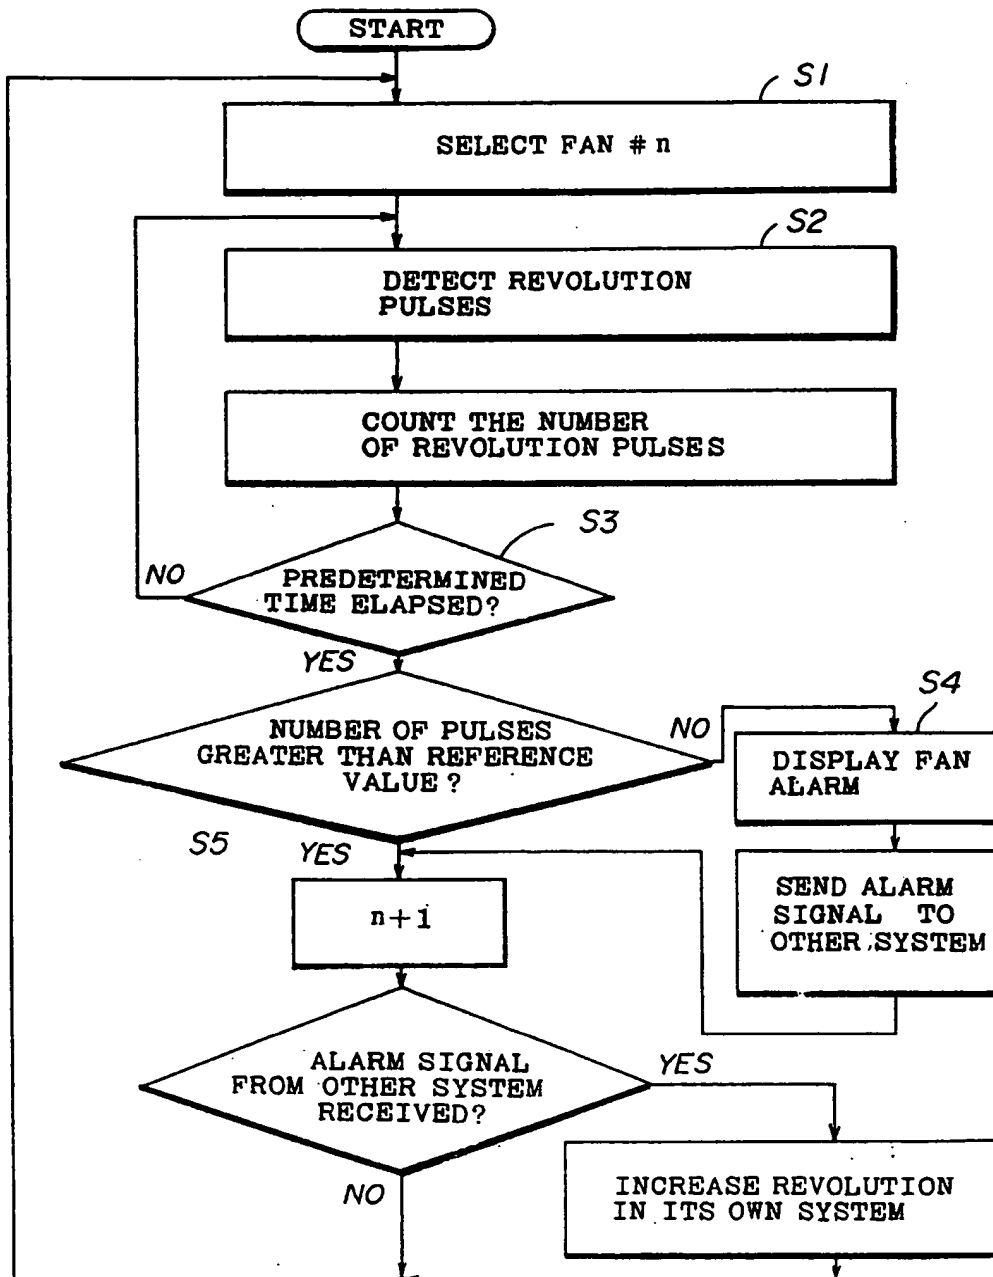 START
S1
SELECT FAN # n
S2
DETECT REVOLUTION
PULSES
COUNT THE NUMBER
OF REVOLUTION PULSES
S3
NO
PREDETERMINED
TIME ELAPSED?
YES
S4
NUMBER OF PULSES
GREATER THAN REFERENCE
VALUE ?
NO
DISPLAY FAN
ALARM
S5
YES
SEND ALARM
SIGNAL TO
OTHER SYSTEM
n+1
ALARM SIGNAL
FROM OTHER SYSTEM
RECEIVED?
YES
NO
INCREASE REVOLUTION
IN ITS OWN SYSTEM